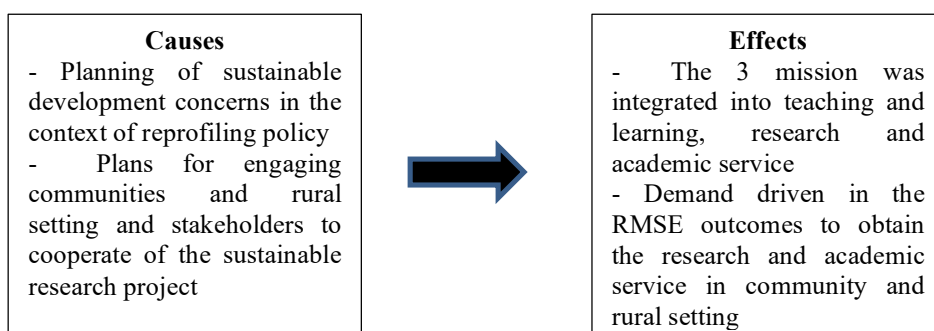 Causes
- Planning of sustainable
development concerns in the
context of reprofiling policy
- Plans for engaging
communities and rural
setting and stakeholders to
cooperate of the sustainable
research project
Effects
- The 3 mission was
integrated into teaching and
learning, research and
academic service
- Demand driven in the
RMSE outcomes to obtain
the research and academic
service in community and
rural setting